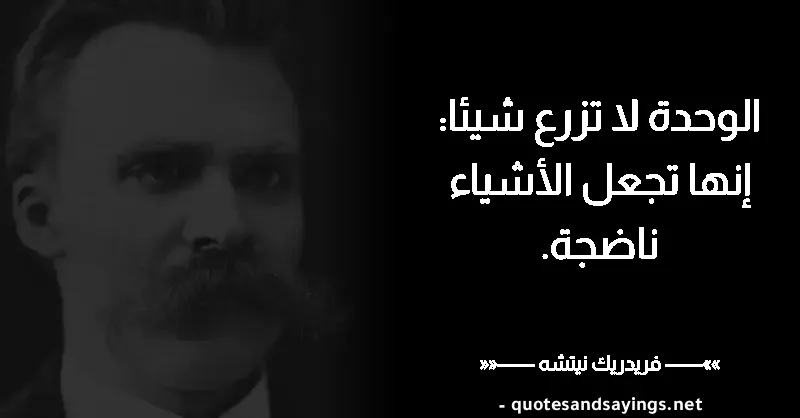 الوحدة لا تزرع شيئا:
إنها تجعل الأشياء
ناضجة.
»»—— فريدريك نيتشه ——««
- quotesandsayings.net